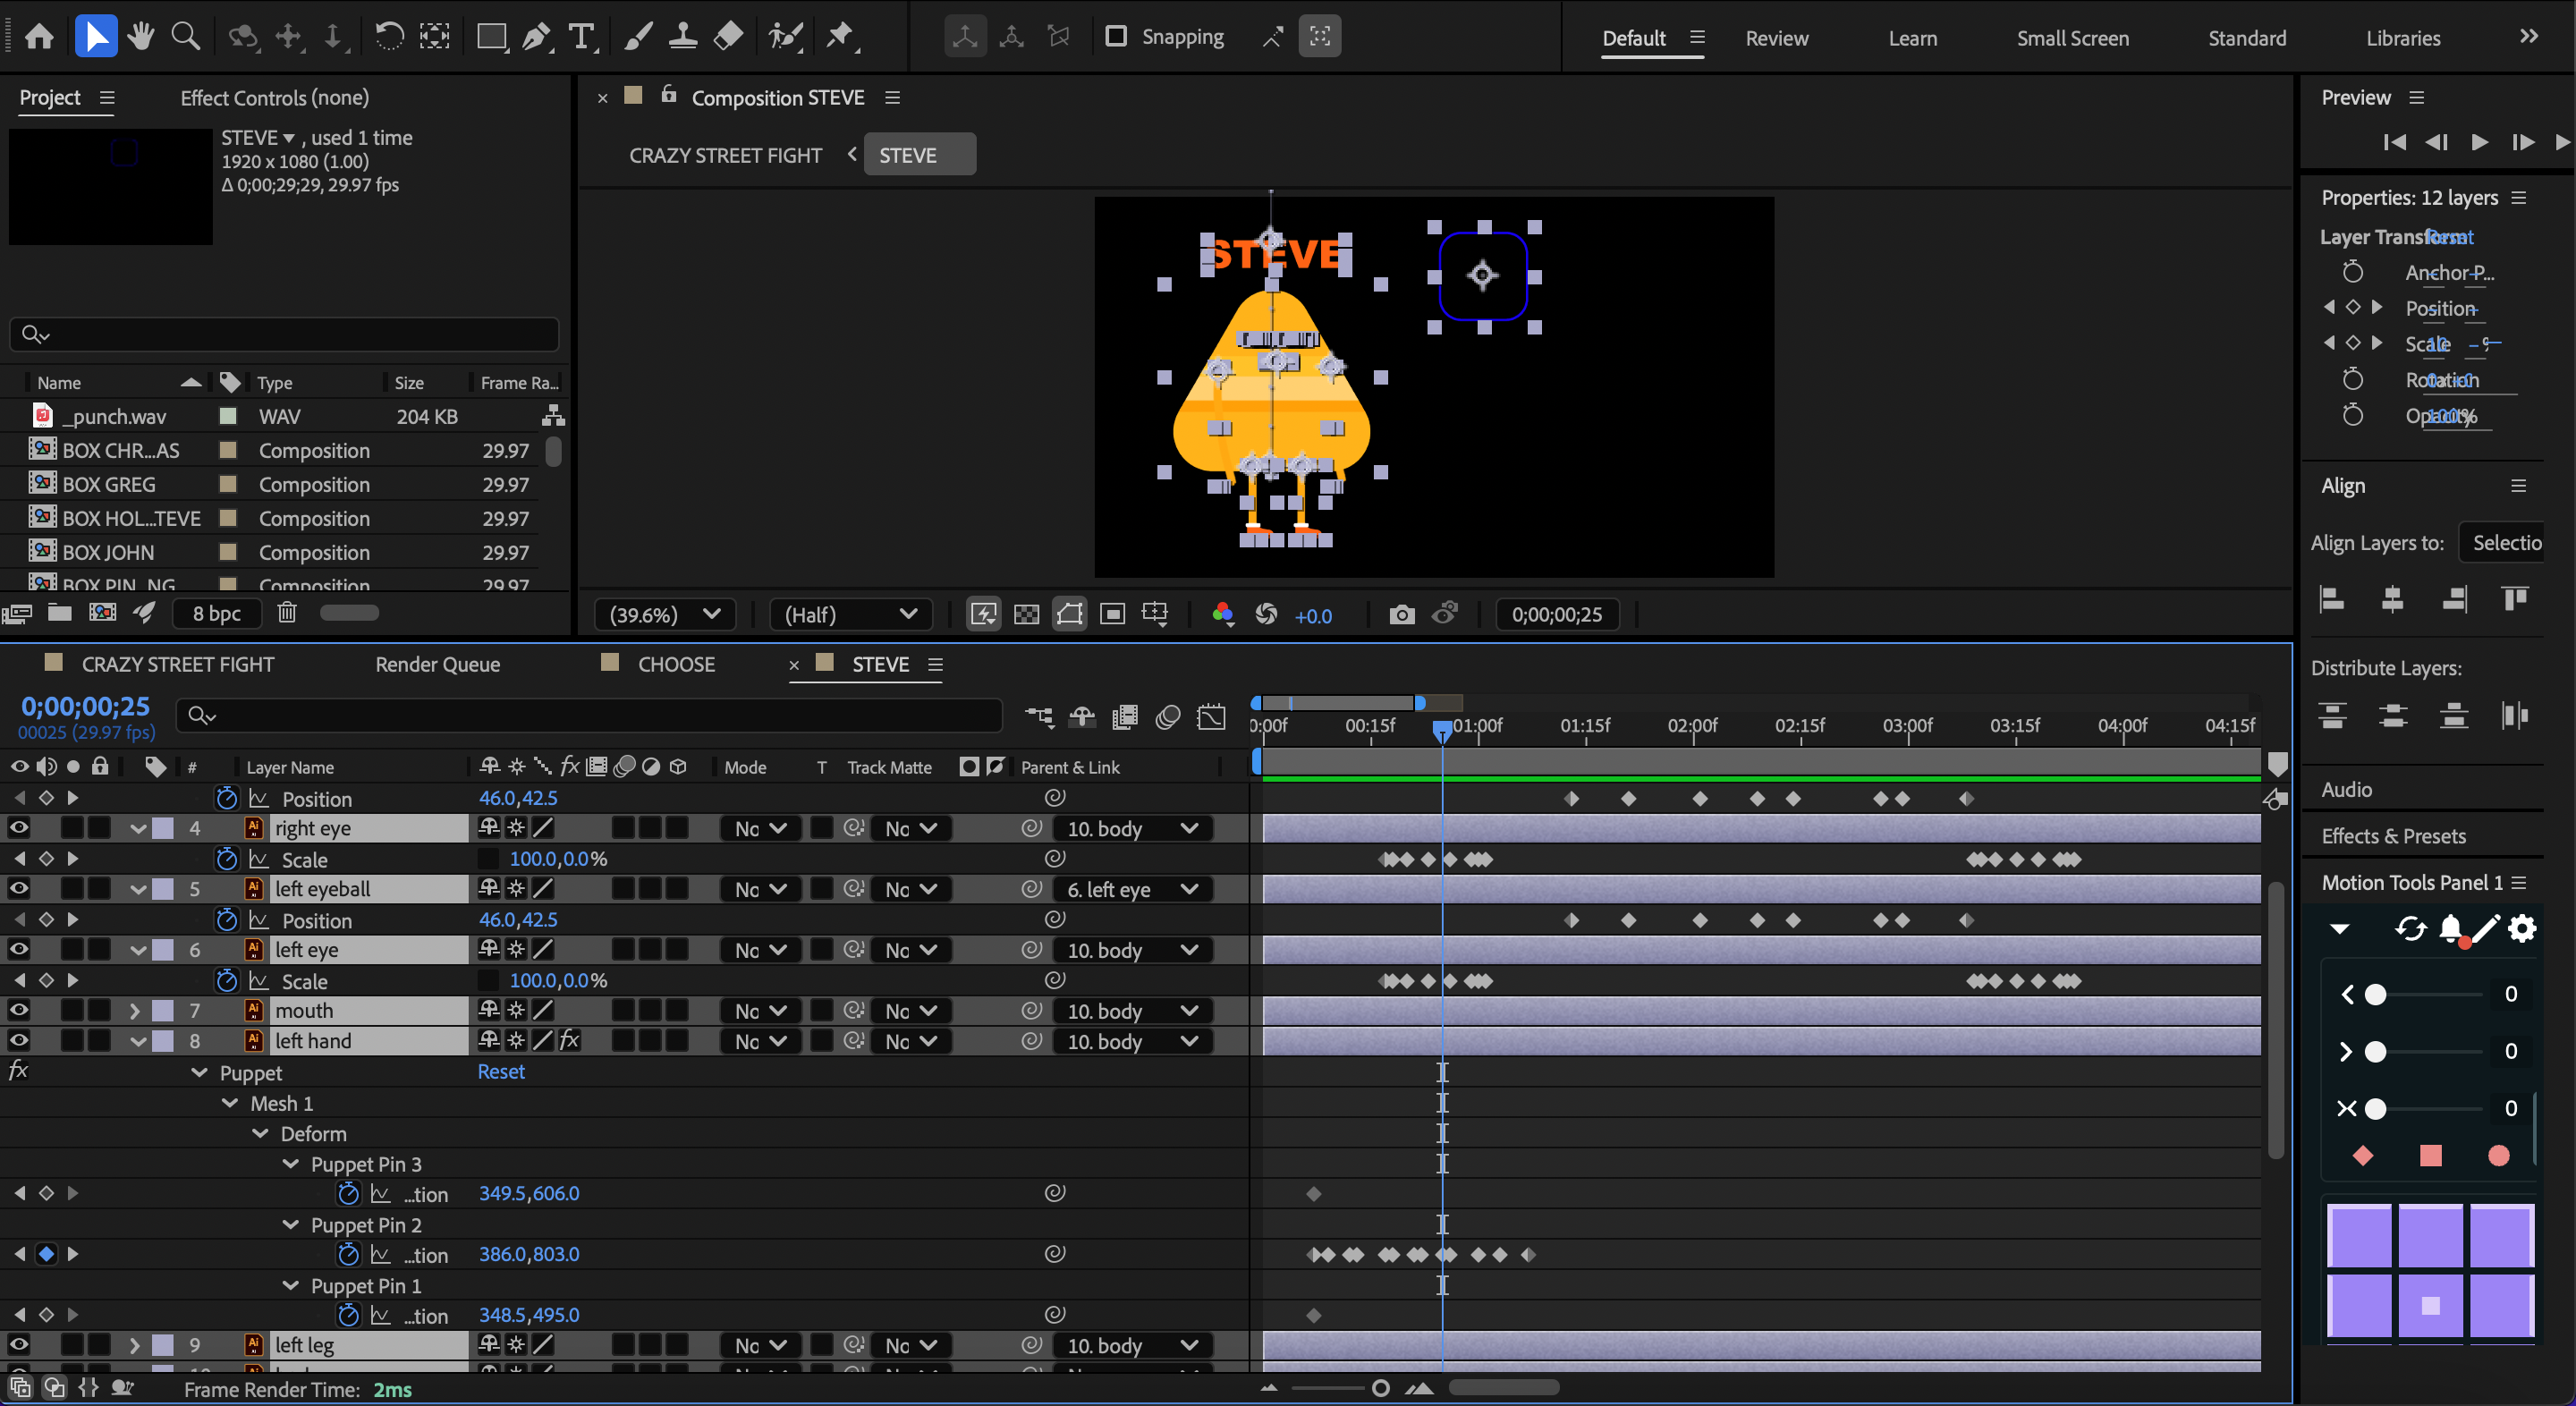 Snapping
Default
Review
Learn
Small Screen
Standard
Libraries
Project
Effect Controls (none)
STEVE , used 1 time
1920 x 1080 (1.00)
Δ 0;00;29;29, 29.97 fps
Name Type Size Frame Ra...
_punch.wav WAV 204 KB
BOX CHR...AS Composition 29.97
BOX GREG Composition 29.97
BOX HOL...TEVE Composition 29.97
BOX JOHN Composition 29.97
BOX PIN...NG Composition 29.97
8 bpc
Composition STEVE
CRAZY STREET FIGHT STEVE
STEVE
(39.6%) (Half) +0.0 0;00;00;25
Preview
Properties: 12 layers
Layer Transform Reset
Anchor P...
Position
Scale
Rotation
Opacity
Align
Align Layers to: Selectio
Distribute Layers:
Audio
Effects & Presets
Motion Tools Panel 1
0
0
0
CRAZY STREET FIGHT Render Queue CHOOSE STEVE
0;00;00;25
00025 (29.97 fps)
0:00f 00:15f 01:00f 01:15f 02:00f 02:15f 03:00f 03:15f 04:00f 04:15f
# Layer Name fx Mode T Track Matte Parent & Link
Position 46.0,42.5
4 Ai right eye No No 10. body
Scale 100.0,0.0%
5 Ai left eyeball No No 6. left eye
Position 46.0,42.5
6 Ai left eye No No 10. body
Scale 100.0,0.0%
7 Ai mouth No No 10. body
8 Ai left hand fx No No 10. body
fx Puppet Reset
Mesh 1
Deform
Puppet Pin 3
...tion 349.5,606.0
Puppet Pin 2
...tion 386.0,803.0
Puppet Pin 1
...tion 348.5,495.0
9 Ai left leg No No 10. body
Frame Render Time: 2ms